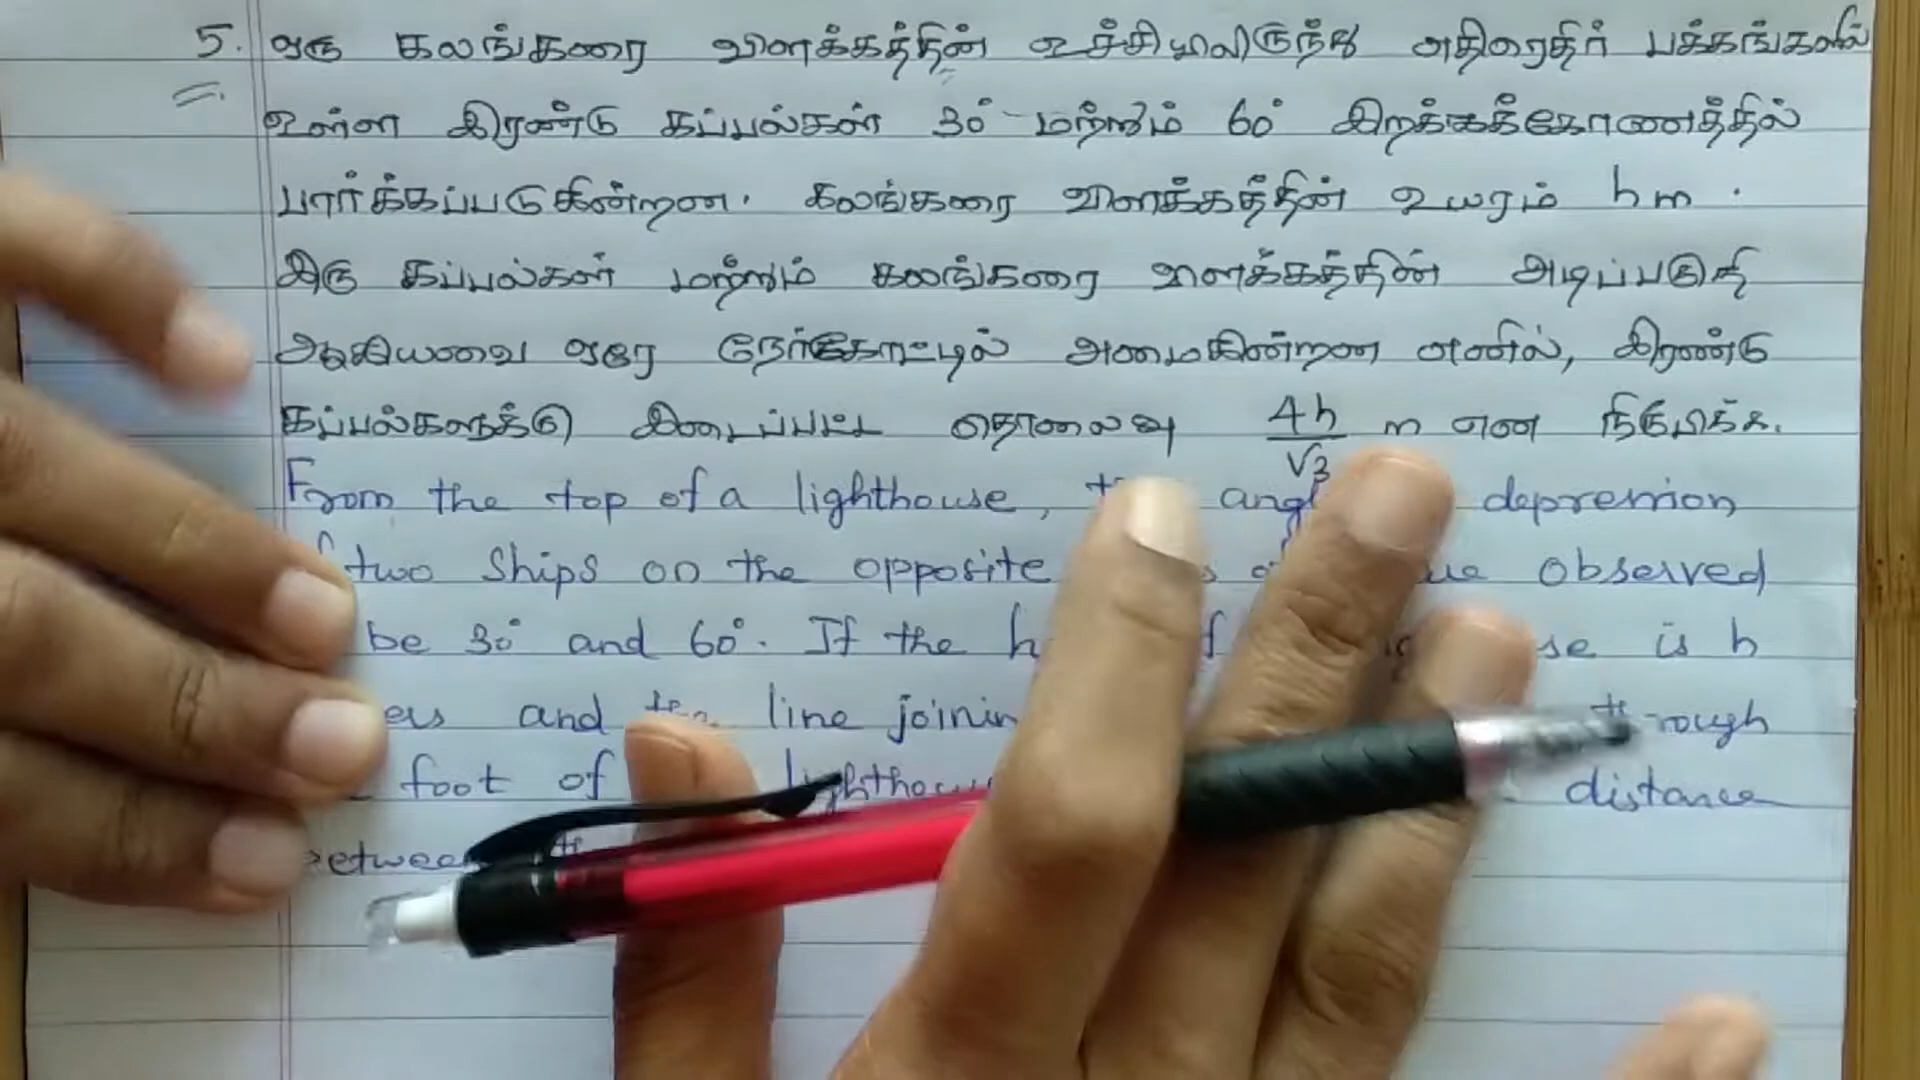 5. ஒரு கலங்கரை விளக்கத்தின் உச்சியிலிருந்து எதிரெதிர் பக்கங்களில்
உள்ள இரண்டு கப்பல்கள் 30° மற்றும் 60° இறக்கக்கோணத்தில்
பார்க்கப்படுகின்றன. கலங்கரை விளக்கத்தின் உயரம் h m .
இரு கப்பல்கள் மற்றும் கலங்கரை விளக்கத்தின் அடிப்பகுதி
ஆகியவை ஒரே நேர்கோட்டில் அமைகின்றன எனில், இரண்டு
கப்பல்களுக்கு இடைப்பட்ட தொலைவு 4h/√3 m என நிரூபிக்க.
From the top of a lighthouse, depression
two ships on the opposite observed
be 30° and 60°. If the is h
and line through
foot of distance